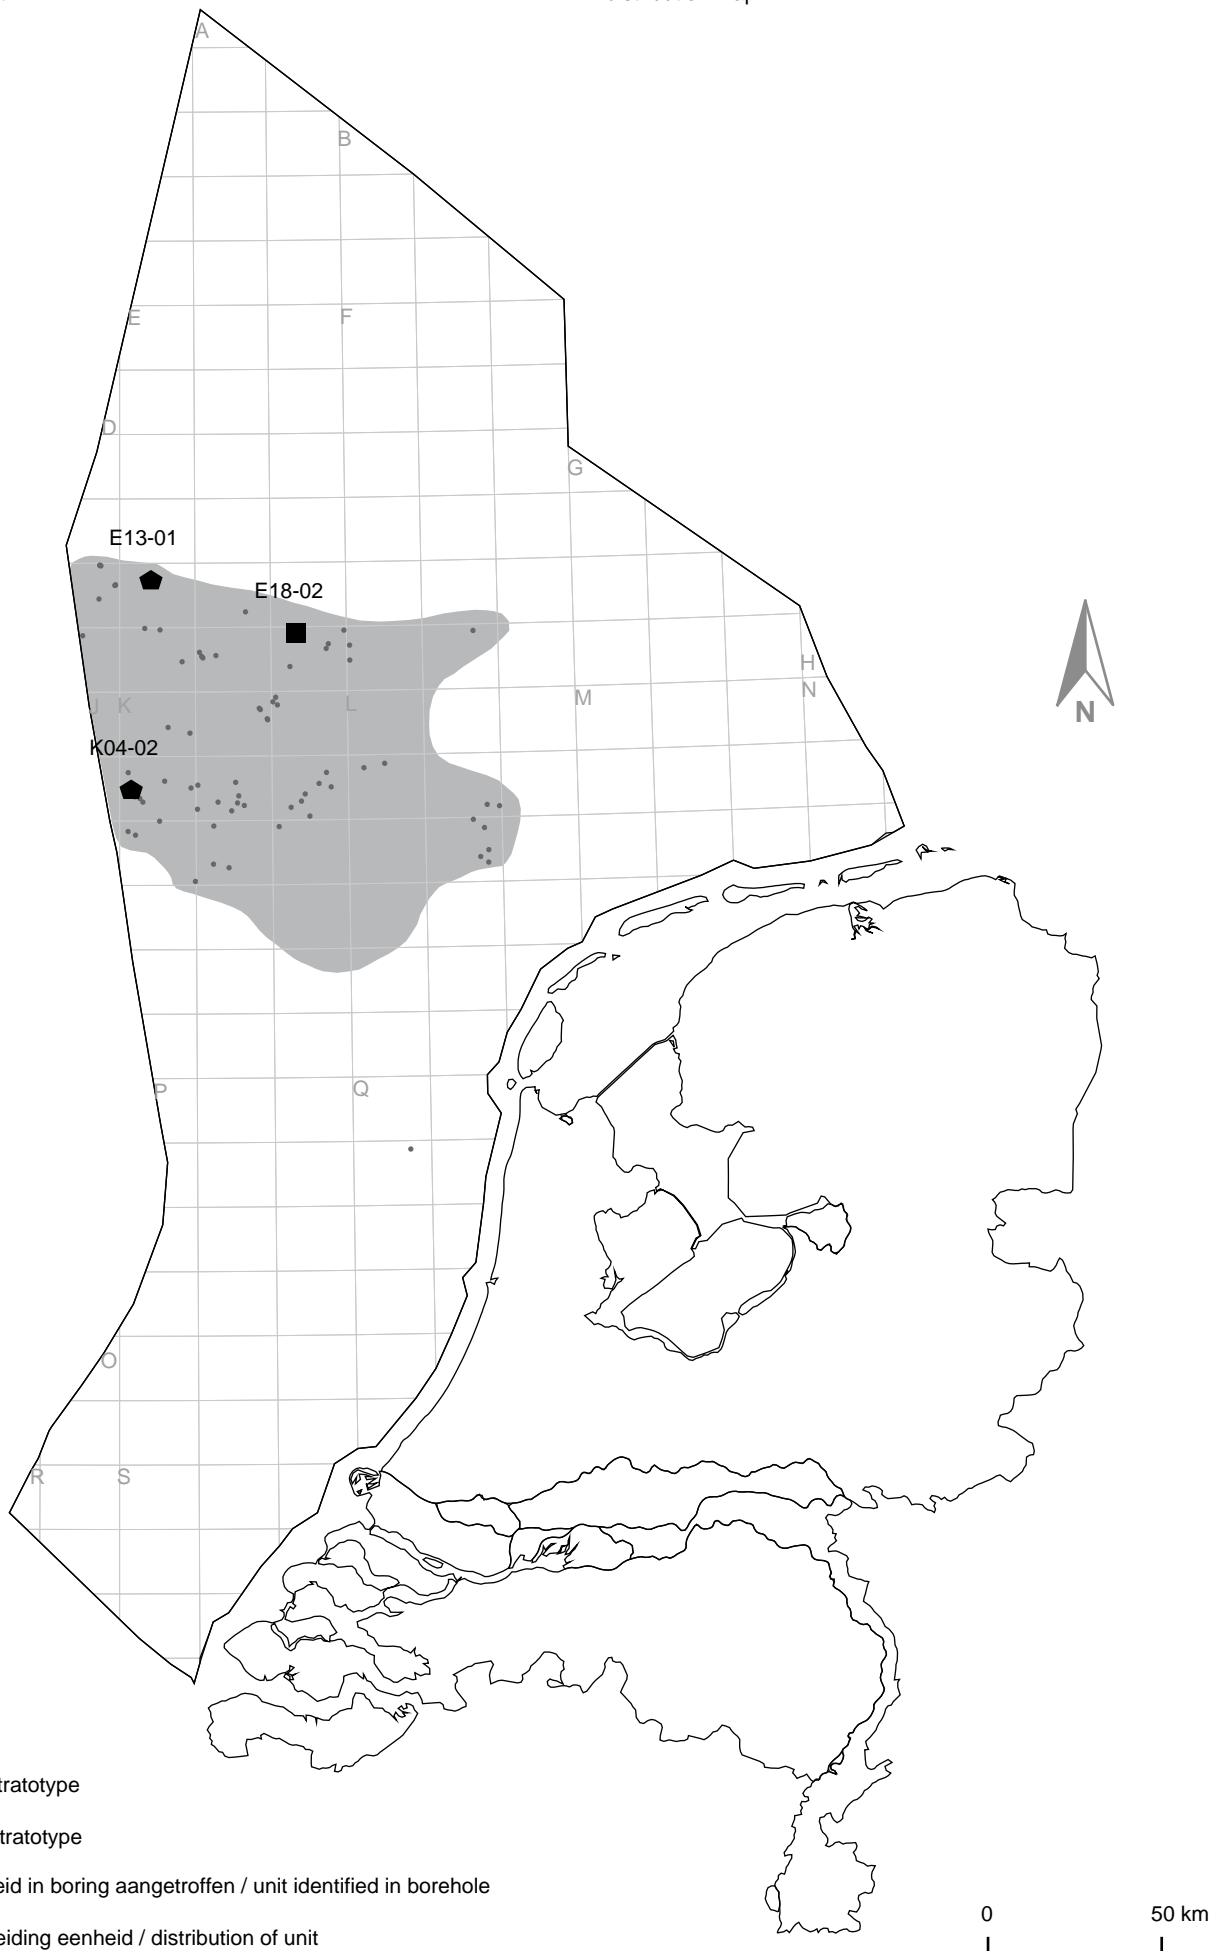 A
B
E
F
D
G
E13-01
E18-02
H
N
J K
L
M
N
K04-02
P
Q
O
R
S
tratotype
tratotype
eid in boring aangetroffen / unit identified in borehole
eiding eenheid / distribution of unit
0
50 km